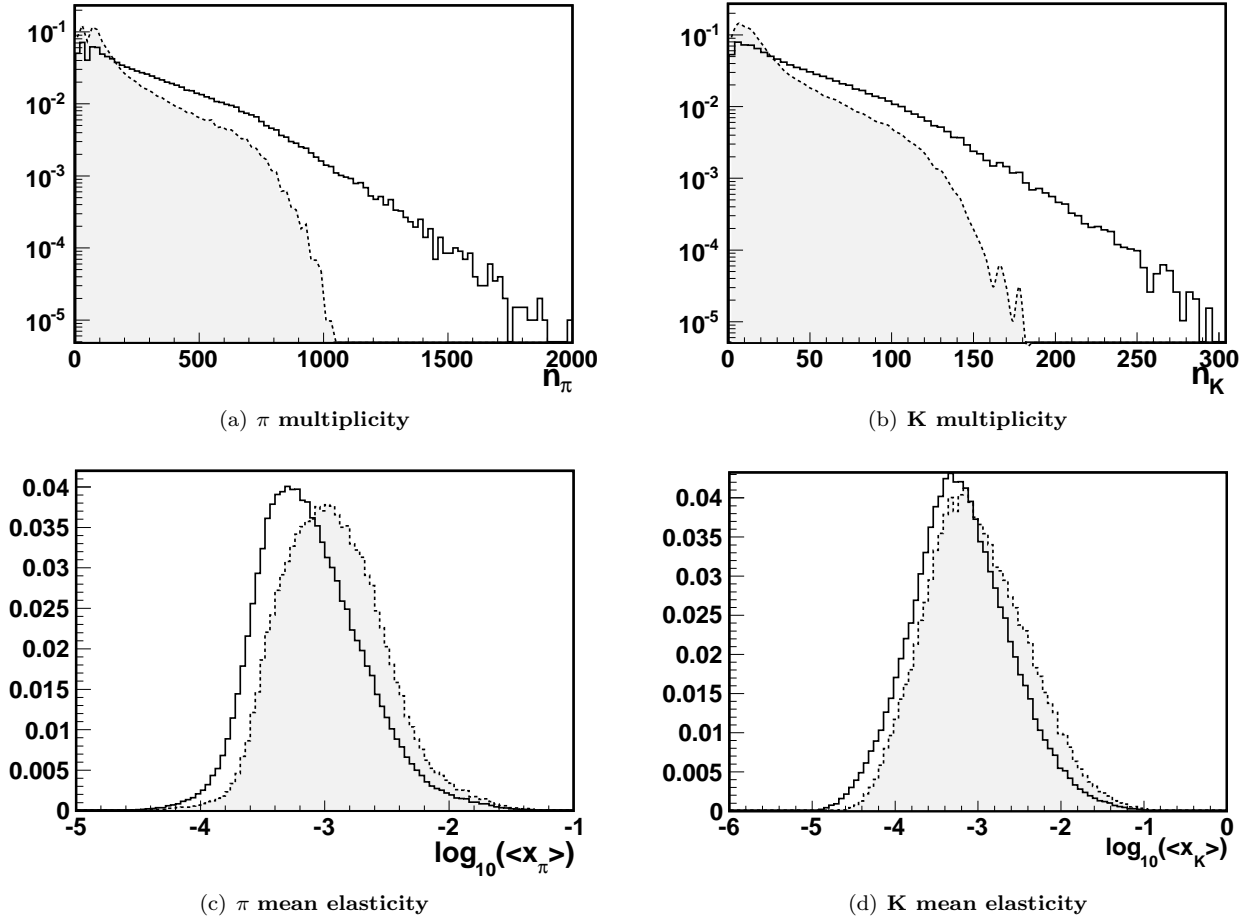 10⁻¹
10⁻²
10⁻³
10⁻⁴
10⁻⁵
0 500 1000 1500 2000
n_π
(a) π multiplicity
10⁻¹
10⁻²
10⁻³
10⁻⁴
10⁻⁵
0 50 100 150 200 250 300
n_K
(b) K multiplicity
0.04
0.035
0.03
0.025
0.02
0.015
0.01
0.005
0
-5 -4 -3 -2 -1
log₁₀(<x_π>)
(c) π mean elasticity
0.04
0.035
0.03
0.025
0.02
0.015
0.01
0.005
0
-6 -5 -4 -3 -2 -1 0
log₁₀(<x_K>)
(d) K mean elasticity